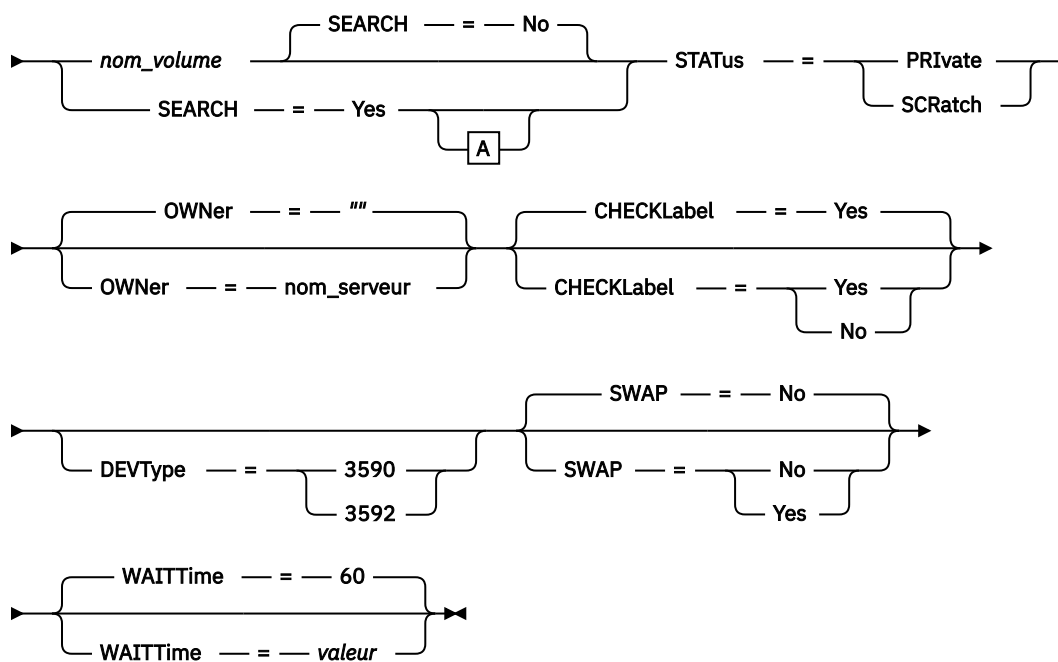 SEARCH = No
nom_volume STATus = PRIvate
SEARCH = Yes SCRatch
A
OWNer = "" CHECKLabel = Yes
OWNer = nom_serveur CHECKLabel = Yes
No
SWAP = No
DEVType = 3590 SWAP = No
3592 Yes
WAITTime = 60
WAITTime = valeur